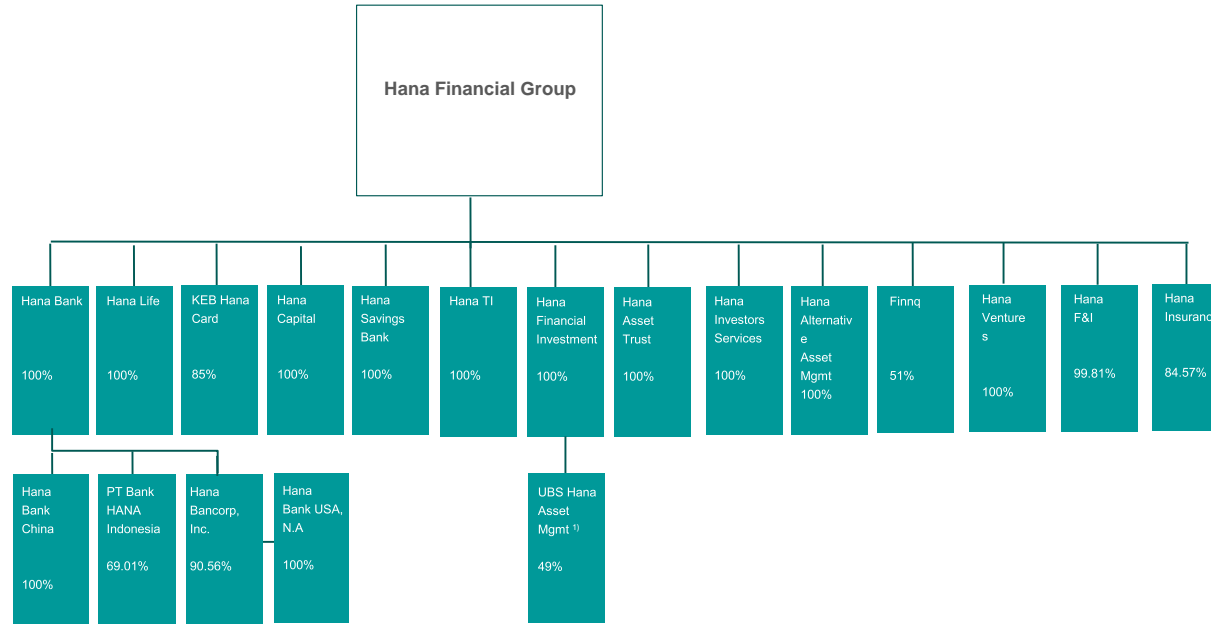 Hana Financial Group
Hana Bank
100%
Hana Life
100%
KEB Hana
Card
85%
Hana
Capital
100%
Hana
Savings
Bank
100%
Hana TI
100%
Hana
Financial
Investment
100%
Hana
Asset
Trust
100%
Hana
Investors
Services
100%
Hana
Alternativ
e
Asset
Mgmt
100%
Finnq
51%
Hana
Venture
s
100%
Hana
F&I
99.81%
Hana
Insuranc
84.57%
Hana
Bank
China
100%
PT Bank
HANA
Indonesia
69.01%
Hana
Bancorp,
Inc.
90.56%
Hana
Bank USA,
N.A
100%
UBS Hana
Asset
Mgmt 1)
49%